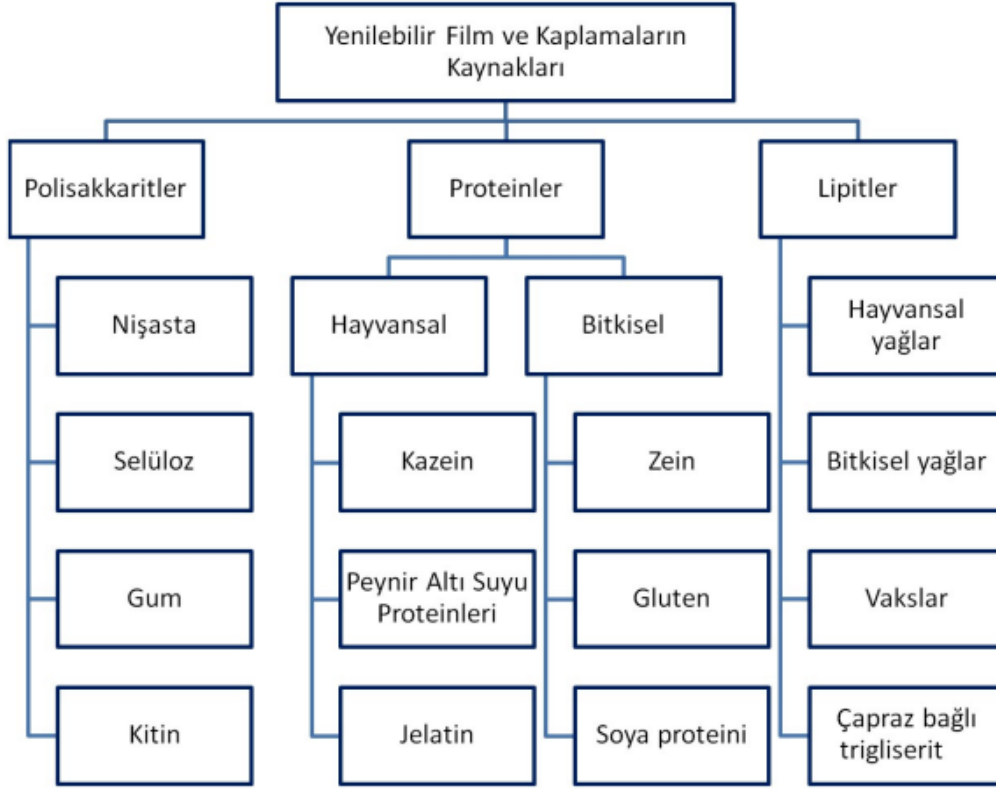 Yenilebilir Film ve Kaplamaların
Kaynakları
Polisakkaritler
Proteinler
Lipitler
Nişasta
Selüloz
Gum
Kitin
Hayvansal
Bitkisel
Kazein
Peynir Altı Suyu
Proteinleri
Jelatin
Zein
Gluten
Soya proteini
Hayvansal
yağlar
Bitkisel yağlar
Vakslar
Çapraz bağlı
trigliserit